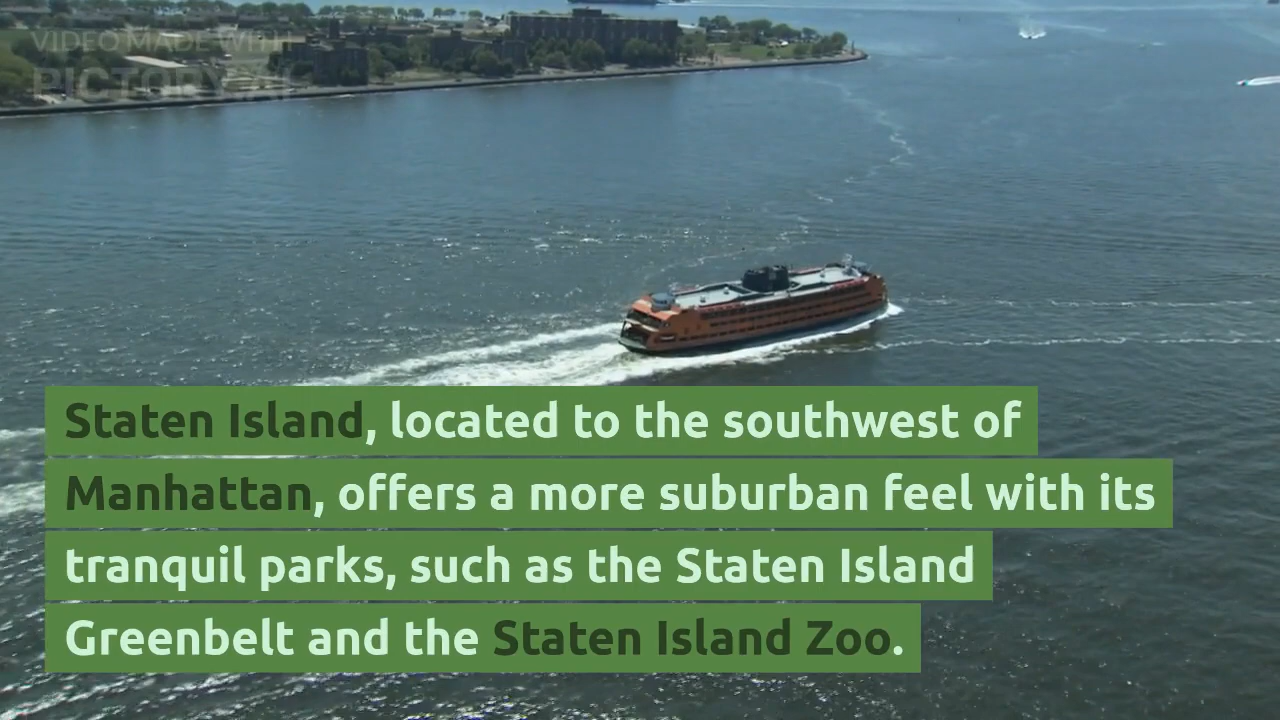 VIDEO MADE WITH
PICTORY.AI
Staten Island, located to the southwest of
Manhattan, offers a more suburban feel with its
tranquil parks, such as the Staten Island
Greenbelt and the Staten Island Zoo.